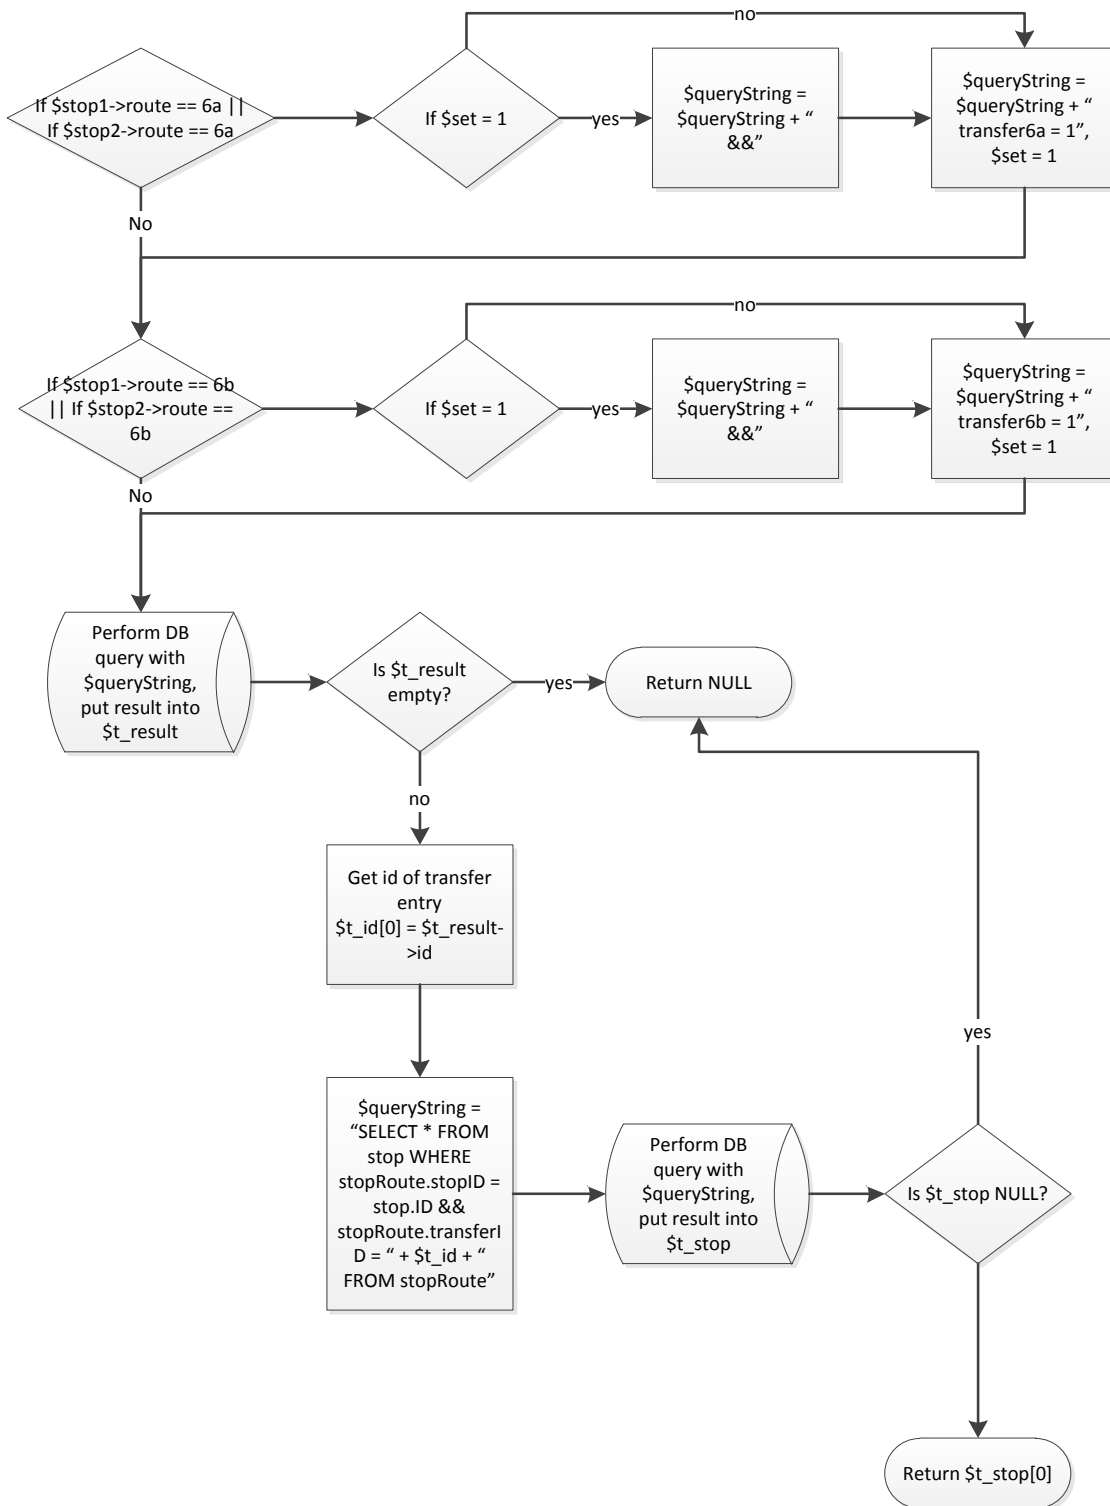 no
If $stop1->route == 6a ||
If $stop2->route == 6a
If $set = 1
yes
$queryString =
$queryString + “
&&”
$queryString =
$queryString + “
transfer6a = 1”,
$set = 1
No
no
If $stop1->route == 6b
|| If $stop2->route ==
6b
If $set = 1
yes
$queryString =
$queryString + “
&&”
$queryString =
$queryString + “
transfer6b = 1”,
$set = 1
No
Perform DB
query with
$queryString,
put result into
$t_result
Is $t_result
empty?
yes
Return NULL
no
Get id of transfer
entry
$t_id[0] = $t_result-
>id
yes
$queryString =
“SELECT * FROM
stop WHERE
stopRoute.stopID =
stop.ID &&
stopRoute.transferI
D = “ + $t_id + “
FROM stopRoute”
Perform DB
query with
$queryString,
put result into
$t_stop
Is $t_stop NULL?
Return $t_stop[0]